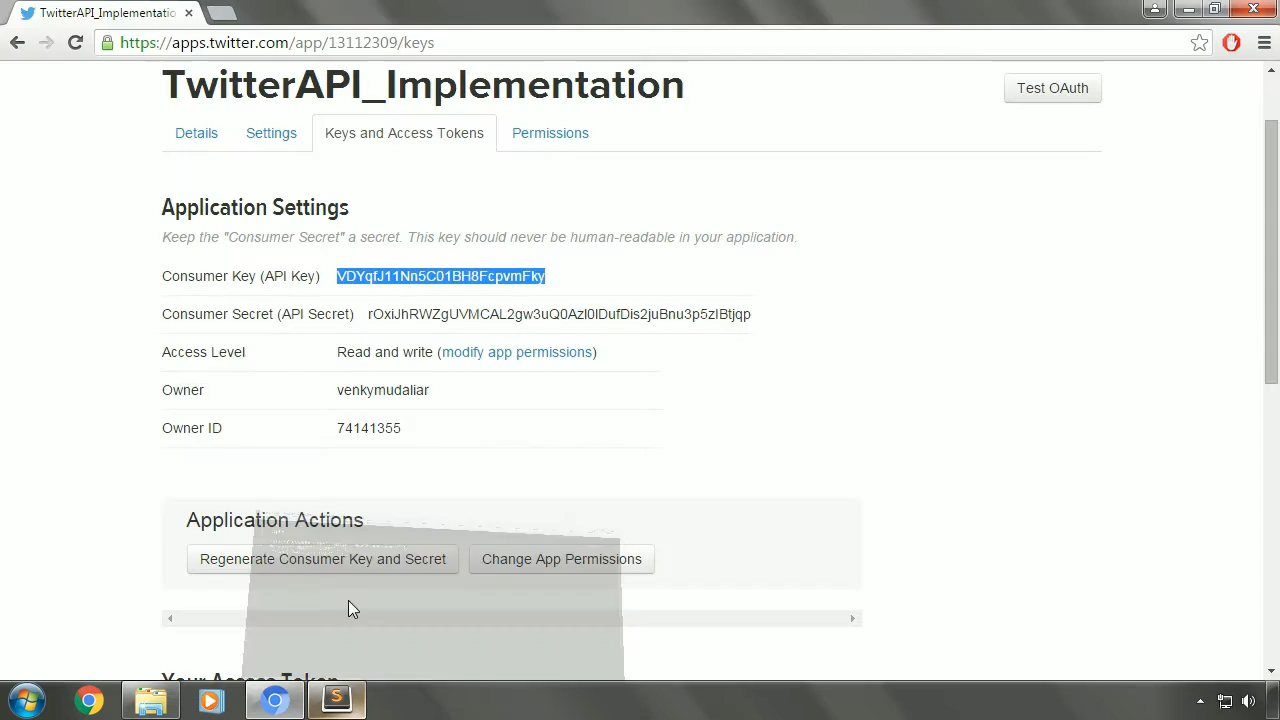 TwitterAPI_Implementatio
https://apps.twitter.com/app/13112309/keys
TwitterAPI_Implementation
Test OAuth
Details Settings Keys and Access Tokens Permissions
Application Settings
Keep the "Consumer Secret" a secret. This key should never be human-readable in your application.
Consumer Key (API Key) VDYqfJ11Nn5C01BH8FcpvmFky
Consumer Secret (API Secret)
Access Level Read and write (modify app permissions)
Owner venkymudaliar
Owner ID 74141355
Application Actions
Regenerate Consumer Key and Secret Change App Permissions
Your Access Token